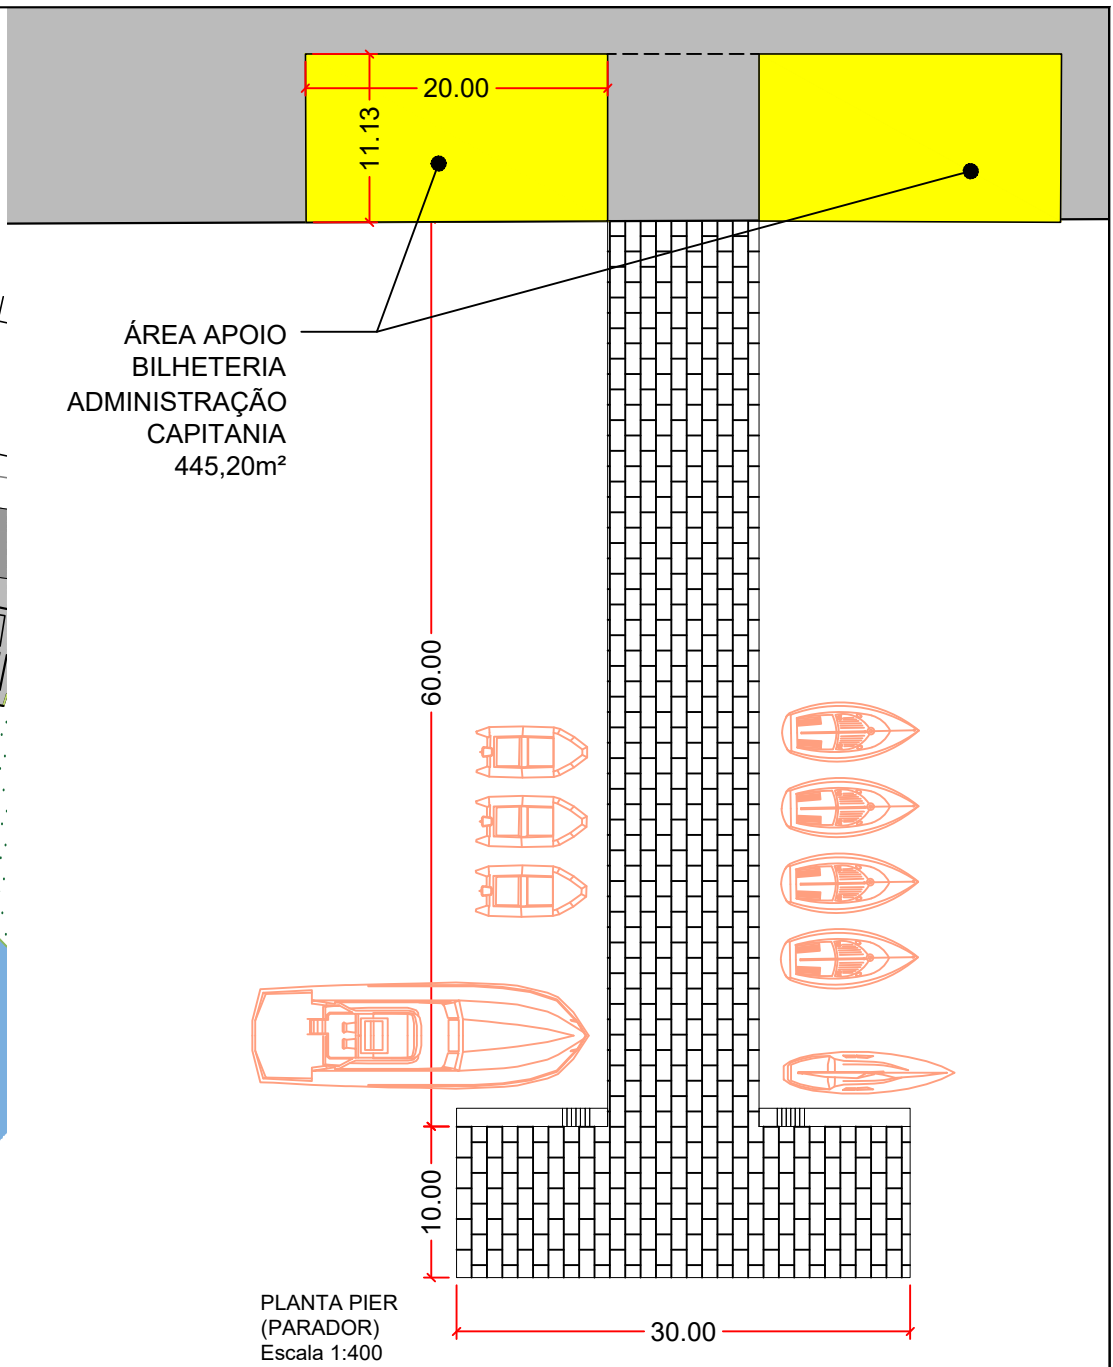 20.00
11.13
ÁREA APOIO
BILHETERIA
ADMINISTRAÇÃO
CAPITANIA
445,20m²
60.00
10.00
PLANTA PIER
(PARADOR)
Escala 1:400
30.00